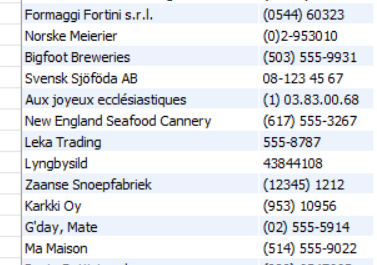 Formaggi Fortini s.r.l. (0544) 60323
Norske Meierier (0)2-953010
Bigfoot Breweries (503) 555-9931
Svensk Sjöföda AB 08-123 45 67
Aux joyeux ecclésiastiques (1) 03.83.00.68
New England Seafood Cannery (617) 555-3267
Leka Trading 555-8787
Lyngbysild 43844108
Zaanse Snoepfabriek (12345) 1212
Karkki Oy (953) 10956
G'day, Mate (02) 555-5914
Ma Maison (514) 555-9022